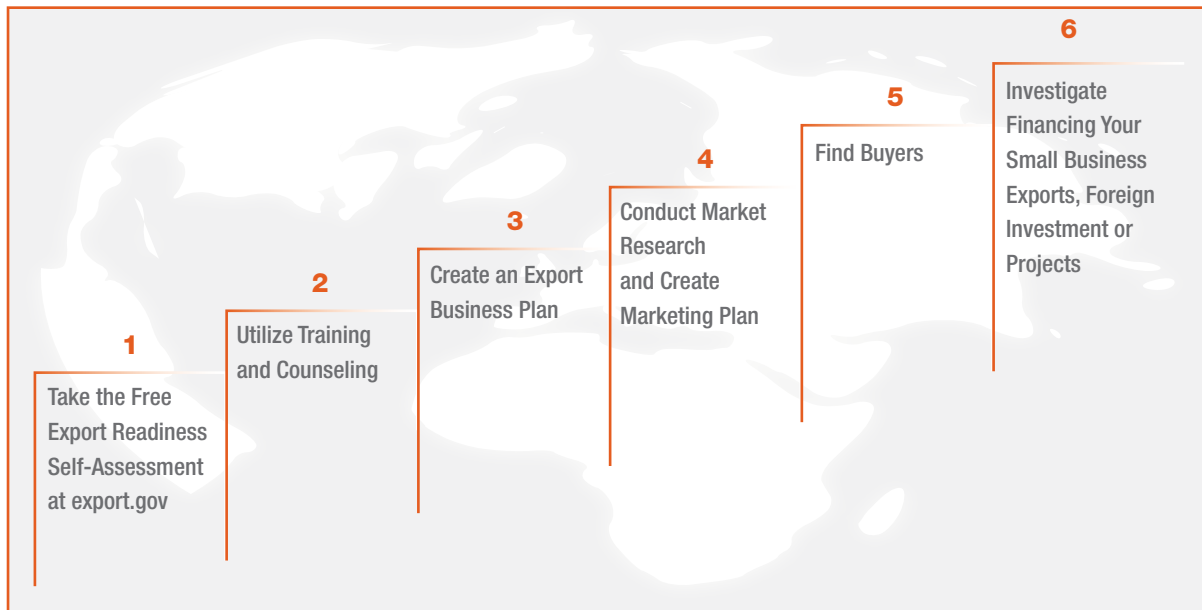 1
Take the Free
Export Readiness
Self-Assessment
at export.gov
2
Utilize Training
and Counseling
3
Create an Export
Business Plan
4
Conduct Market
Research
and Create
Marketing Plan
5
Find Buyers
6
Investigate
Financing Your
Small Business
Exports, Foreign
Investment or
Projects